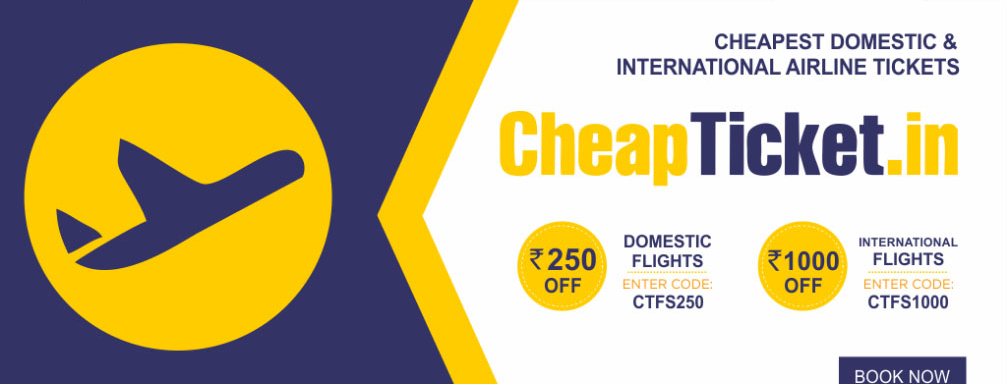 CHEAPEST DOMESTIC &
INTERNATIONAL AIRLINE TICKETS
CheapTicket.in
₹250
OFF
DOMESTIC
FLIGHTS
ENTER CODE:
CTFS250
₹1000
OFF
INTERNATIONAL
FLIGHTS
ENTER CODE:
CTFS1000
BOOK NOW